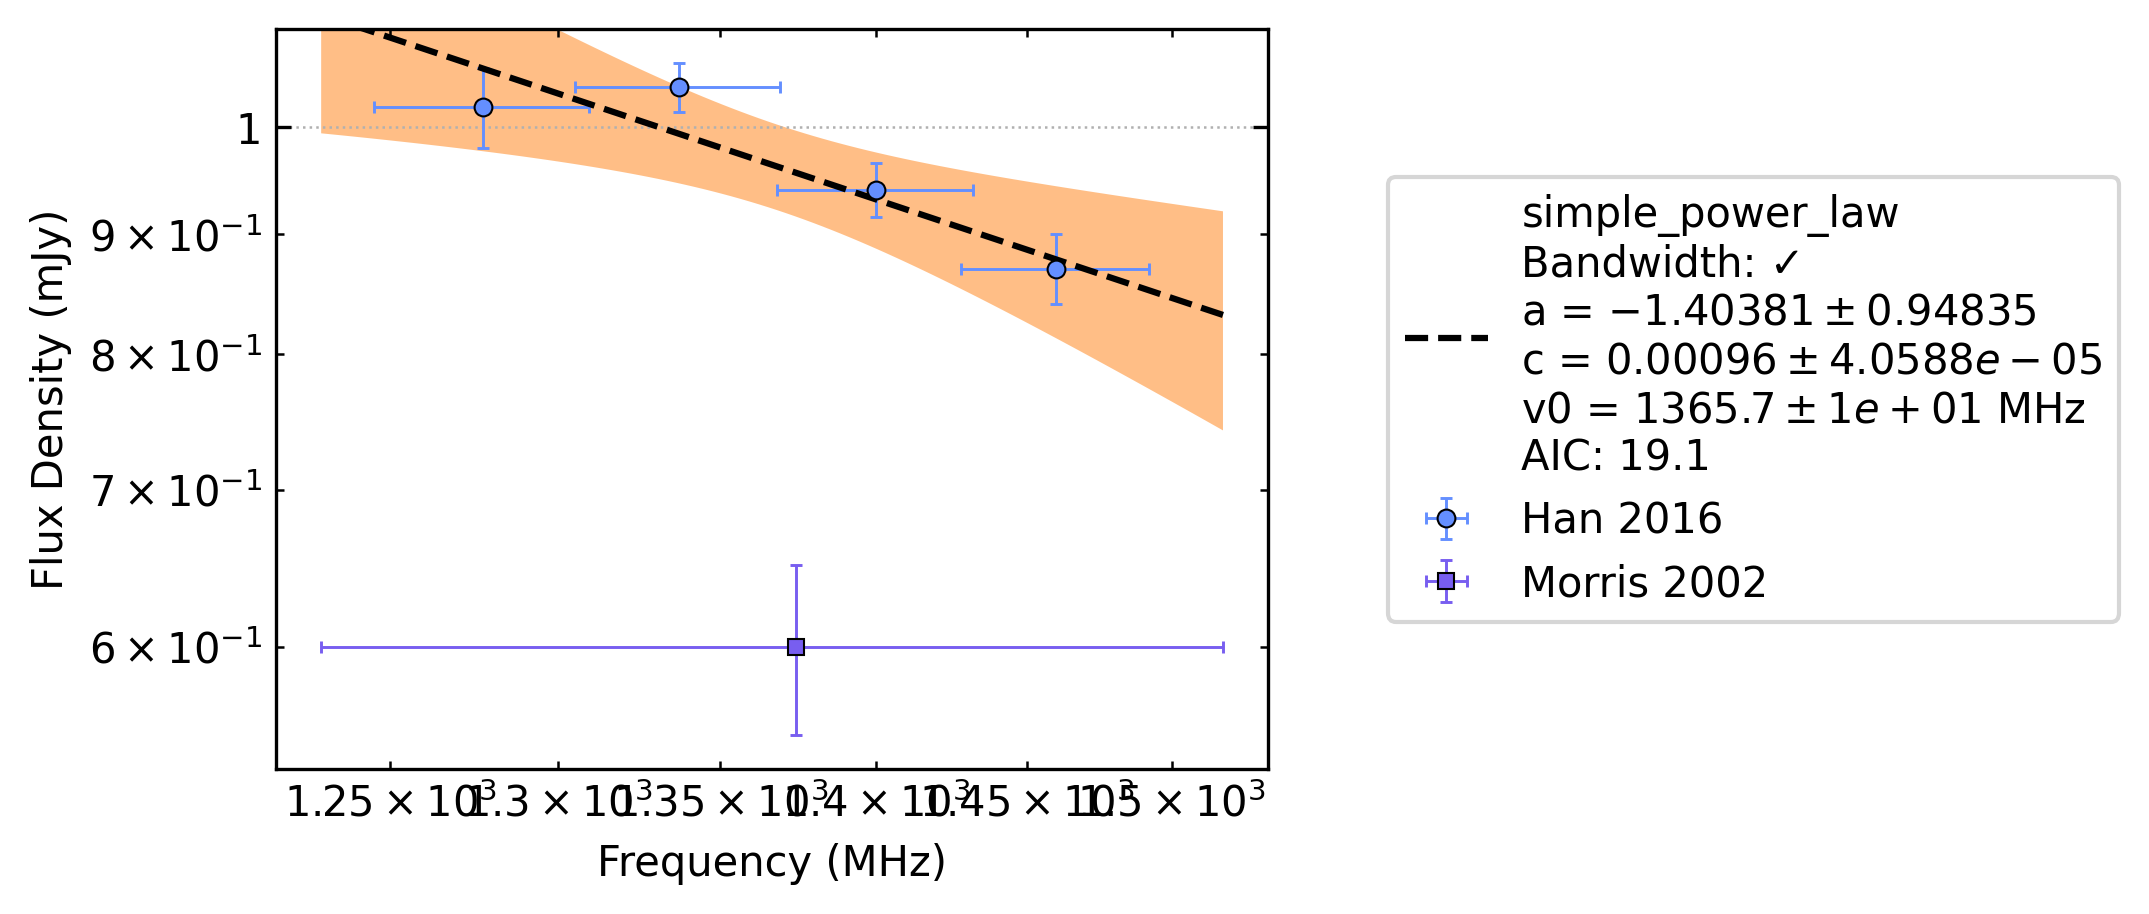 1
9 × 10⁻¹
8 × 10⁻¹
7 × 10⁻¹
6 × 10⁻¹
Flux Density (mJy)
1.25 × 10³
1.3 × 10³
1.35 × 10³
1.4 × 10³
1.45 × 10³
1.5 × 10³
Frequency (MHz)
simple_power_law
Bandwidth: ✓
a = −1.40381 ± 0.94835
c = 0.00096 ± 4.0588e − 05
v0 = 1365.7 ± 1e + 01 MHz
AIC: 19.1
Han 2016
Morris 2002